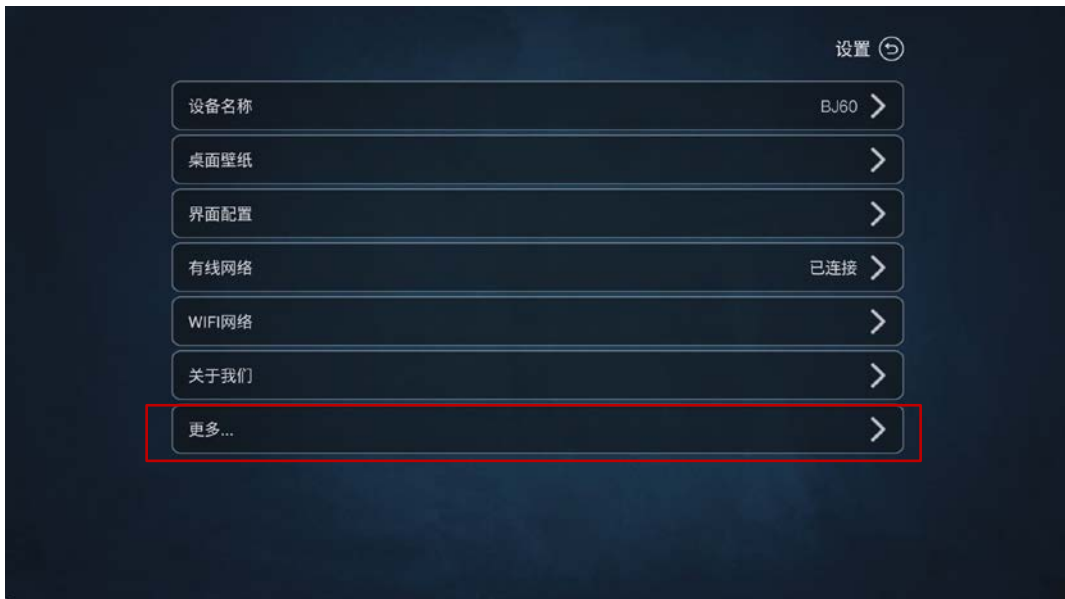 设置
设备名称 BJ60
桌面壁纸
界面配置
有线网络 已连接
WIFI网络
关于我们
更多...